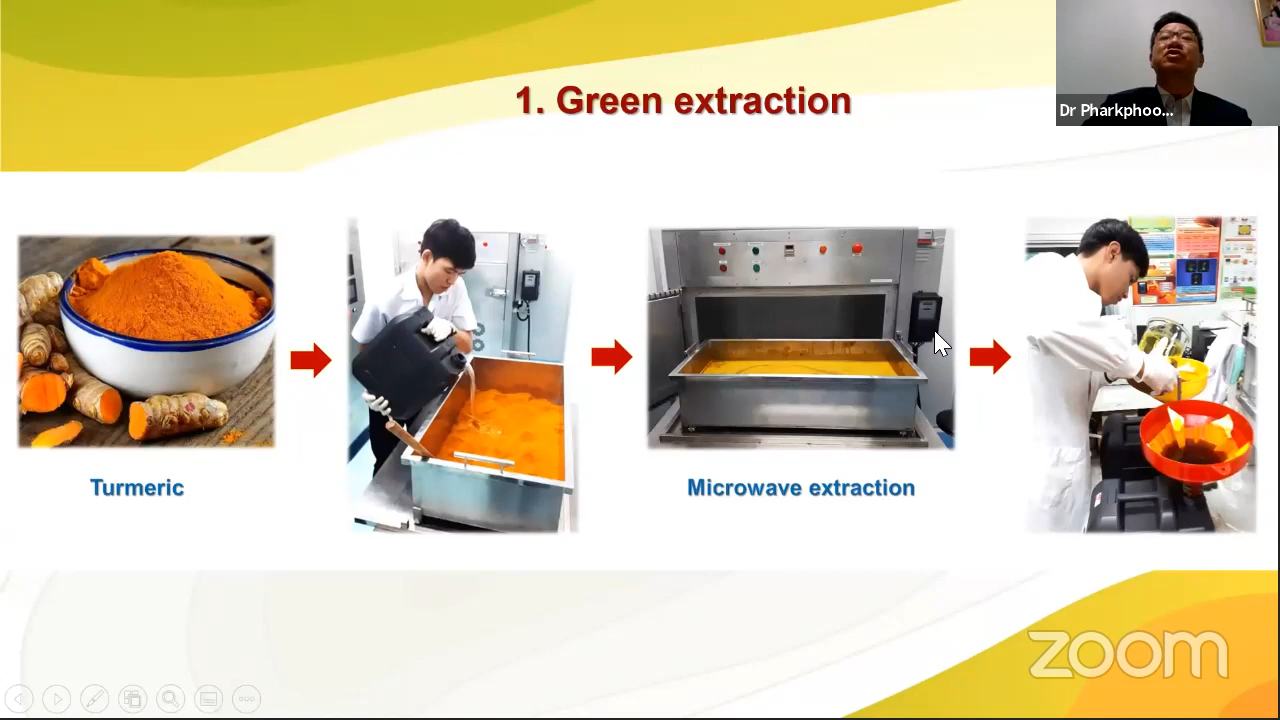 1. Green extraction
Dr Pharkphoo...
Turmeric
Microwave extraction
zoom